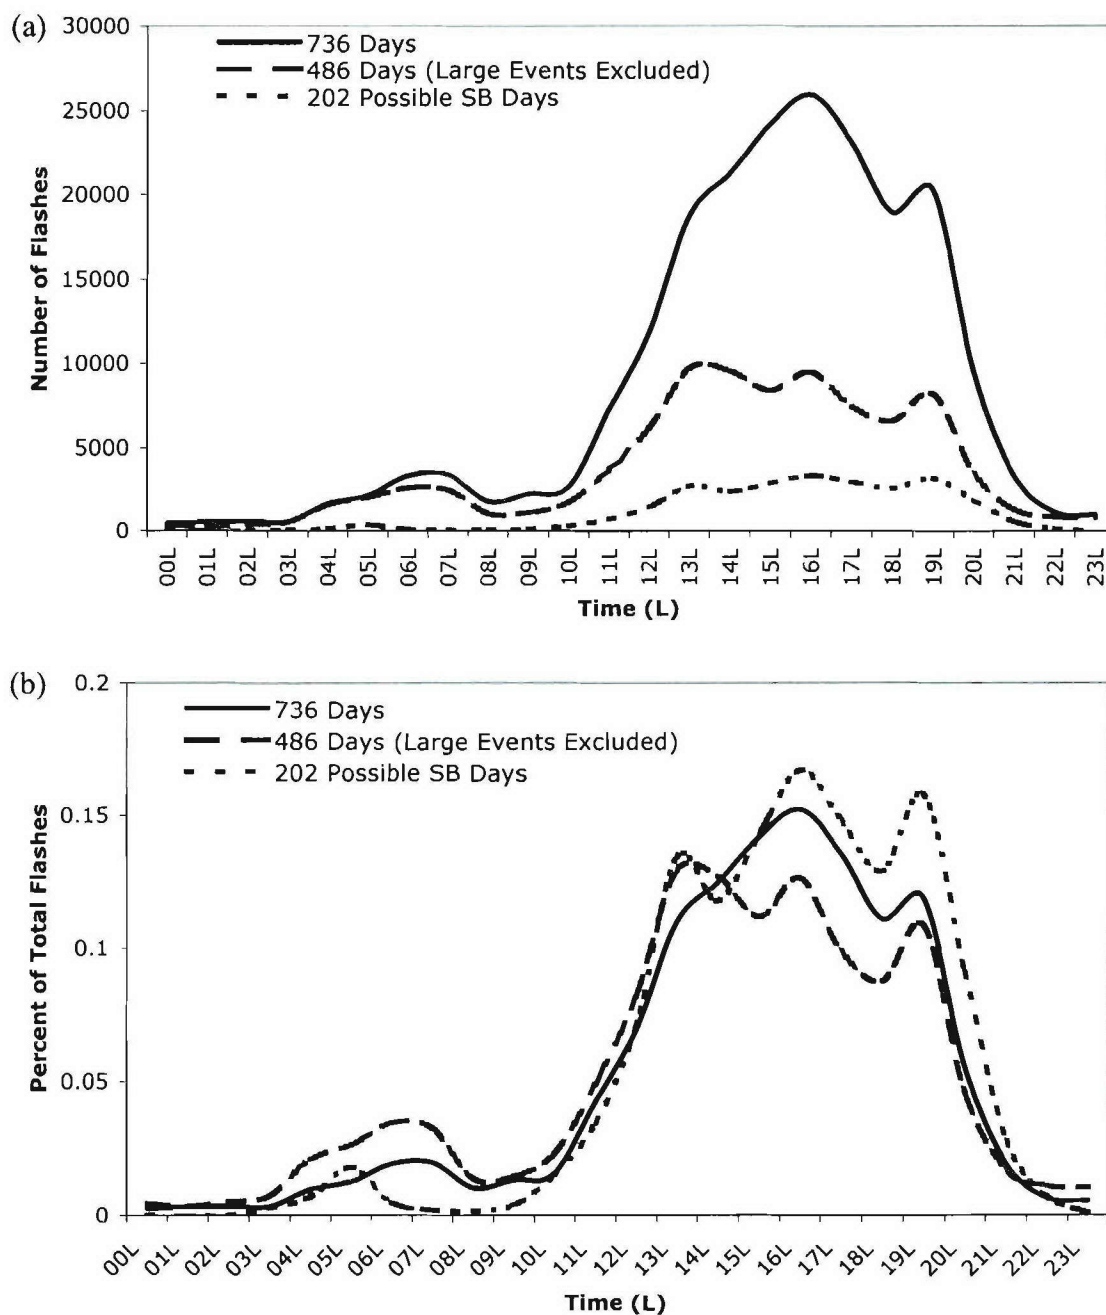 (a)
30000
25000
20000
15000
10000
5000
0
Number of Flashes
736 Days
486 Days (Large Events Excluded)
202 Possible SB Days
00L 01L 02L 03L 04L 05L 06L 07L 08L 09L 10L 11L 12L 13L 14L 15L 16L 17L 18L 19L 20L 21L 22L 23L
Time (L)
(b)
0.2
0.15
0.1
0.05
0
Percent of Total Flashes
736 Days
486 Days (Large Events Excluded)
202 Possible SB Days
00L 01L 02L 03L 04L 05L 06L 07L 08L 09L 10L 11L 12L 13L 14L 15L 16L 17L 18L 19L 20L 21L 22L 23L
Time (L)